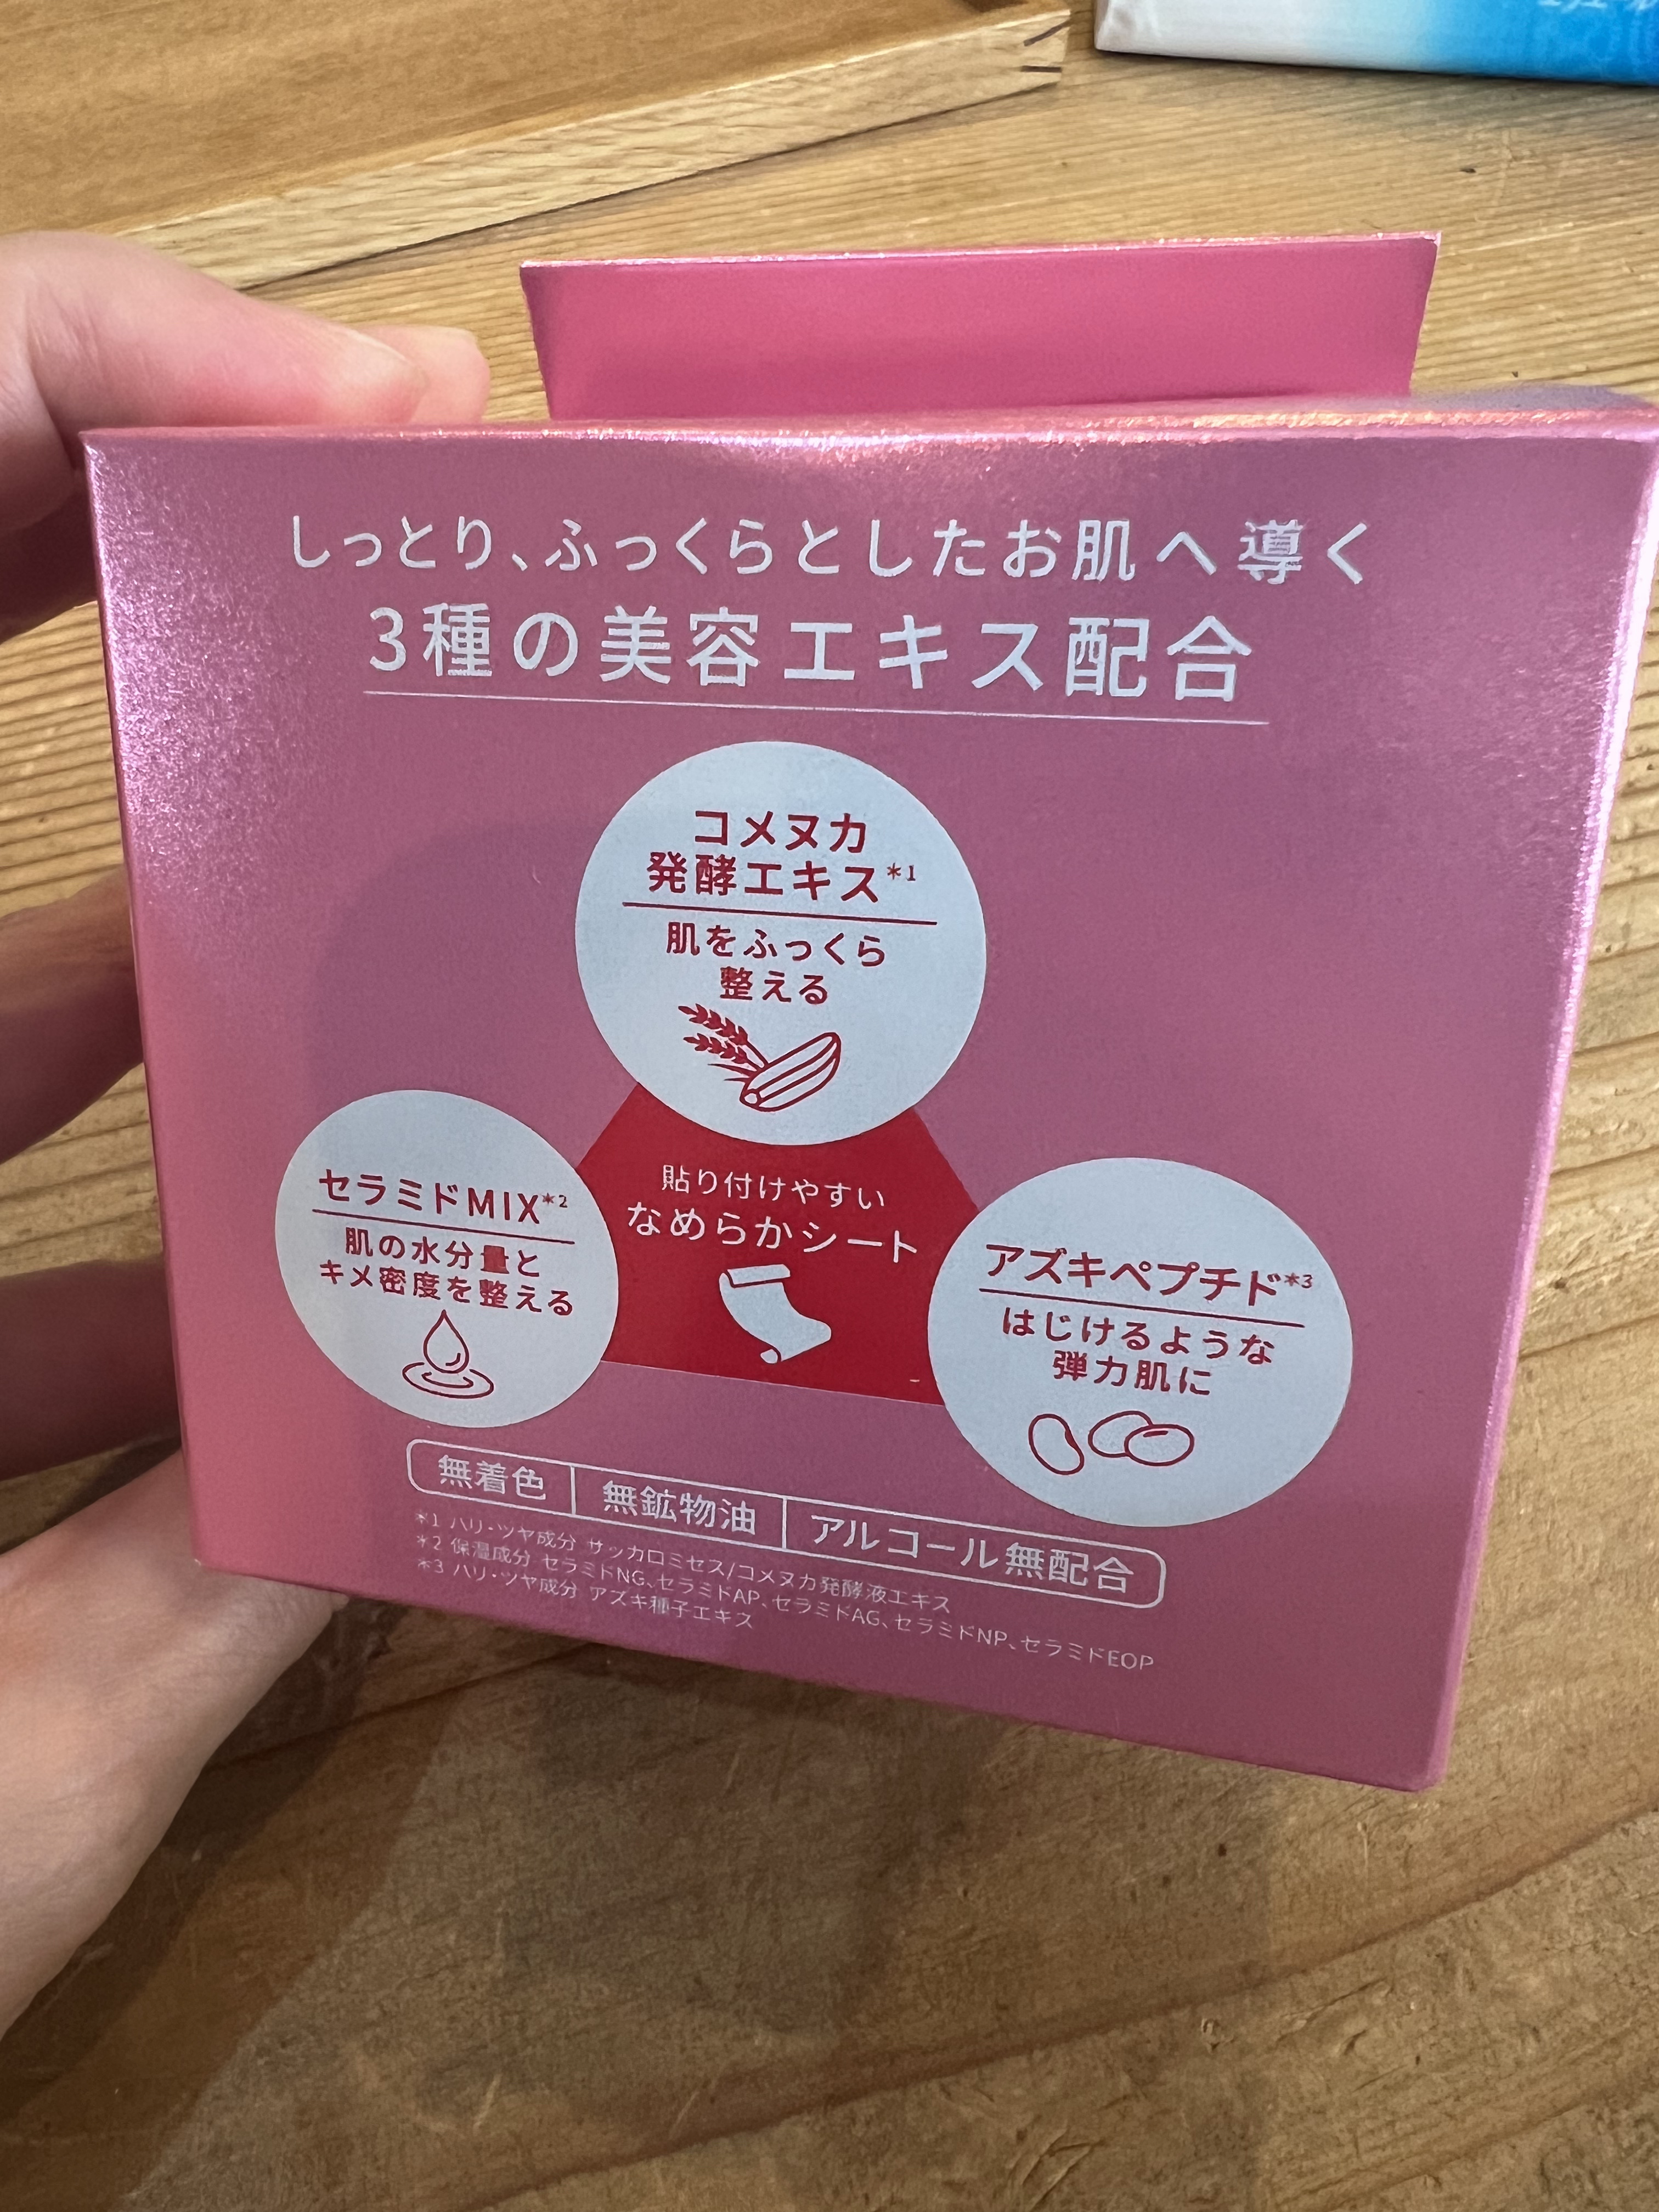 しっとり、ふっくらとしたお肌へ導く
3種の美容エキス配合
コメヌカ
発酵エキス*1
肌をふっくら
整える
セラミドMIX*2
肌の水分量と
キメ密度を整える
貼り付けやすい
なめらかシート
アズキペプチド*3
はじけるような
弾力肌に
無着色 無鉱物油 アルコール無配合
*1 ハリ・ツヤ成分 サッカロミセス/コメヌカ発酵液エキス
*2 保湿成分 セラミドNG、セラミドAP、セラミドAG、セラミドNP、セラミドEOP
*3 ハリ・ツヤ成分 アズキ種子エキス